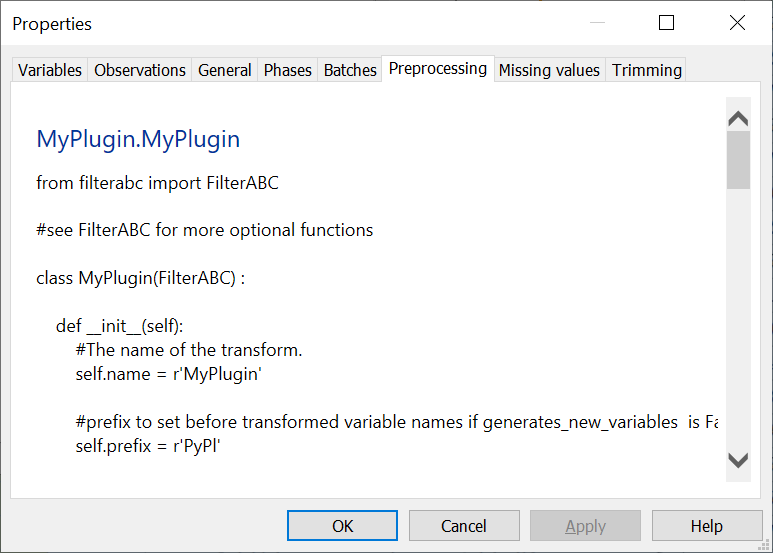 Properties
Variables Observations General Phases Batches Preprocessing Missing values Trimming
MyPlugin.MyPlugin
from filterabc import FilterABC
#see FilterABC for more optional functions
class MyPlugin(FilterABC) :
def __init__(self):
#The name of the transform.
self.name = r'MyPlugin'
#prefix to set before transformed variable names if generates_new_variables  is Fa
self.prefix = r'PyPl'
OK Cancel Apply Help